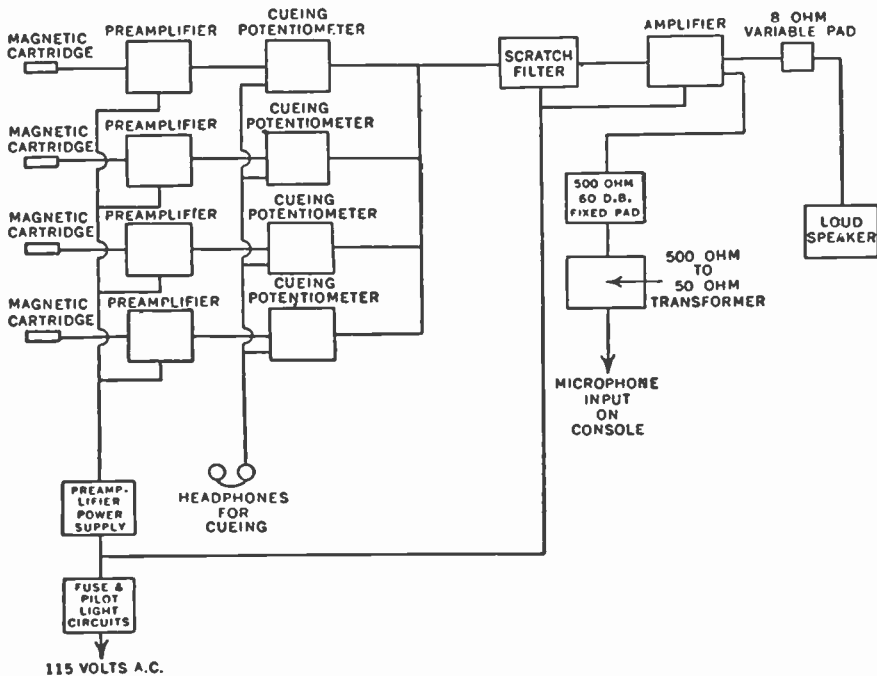 MAGNETIC
CARTRIDGE
PREAMPLIFIER
CUEING
POTENTIOMETER
SCRATCH
FILTER
AMPLIFIER
8 OHM
VARIABLE PAD
MAGNETIC
CARTRIDGE
PREAMPLIFIER
CUEING
POTENTIOMETER
MAGNETIC
CARTRIDGE
PREAMPLIFIER
CUEING
POTENTIOMETER
500 OHM
60 D.B.
FIXED PAD
LOUD
SPEAKER
MAGNETIC
CARTRIDGE
PREAMPLIFIER
CUEING
POTENTIOMETER
500 OHM
TO
50 OHM
TRANSFORMER
MICROPHONE
INPUT
ON
CONSOLE
HEADPHONES
FOR
CUEING
PREAMP-
LIFIER
POWER
SUPPLY
FUSE &
PILOT
LIGHT
CIRCUITS
115 VOLTS A.C.